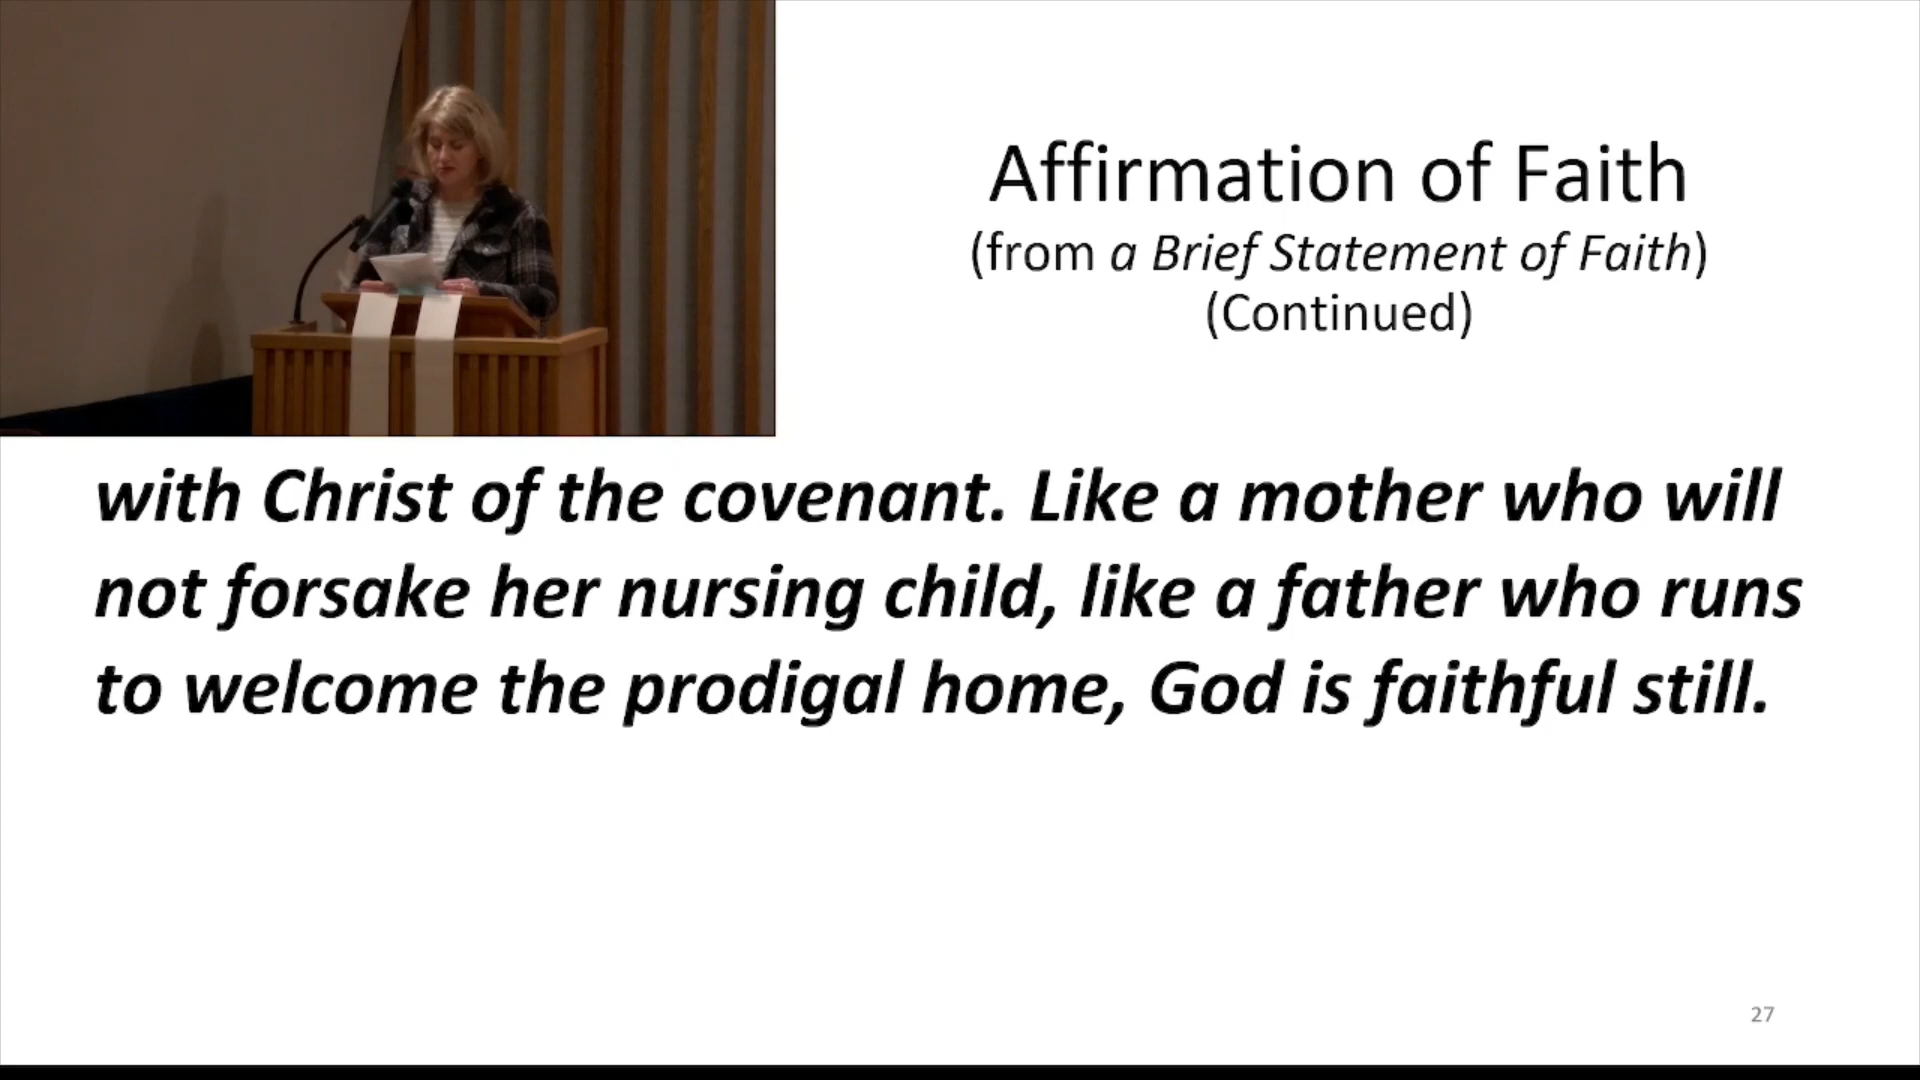 Affirmation of Faith
(from a Brief Statement of Faith)
(Continued)
with Christ of the covenant. Like a mother who will
not forsake her nursing child, like a father who runs
to welcome the prodigal home, God is faithful still.
27